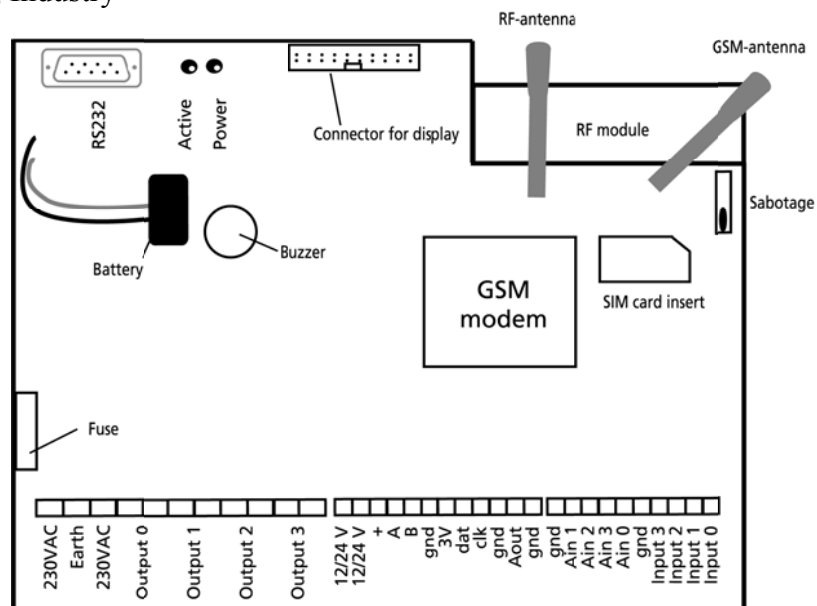 Industry
RF-antenna
GSM-antenna
RS232
Active
Power
Connector for display
RF module
Sabotage
Battery
Buzzer
GSM
modem
SIM card insert
Fuse
230VAC
Earth
230VAC
Output 0
Output 1
Output 2
Output 3
12/24 V
12/24 V
+
A
B
gnd
3V
dat
clk
gnd
Aout
gnd
gnd
Ain 1
Ain 2
Ain 3
Ain 0
gnd
Input 3
Input 2
Input 1
Input 0